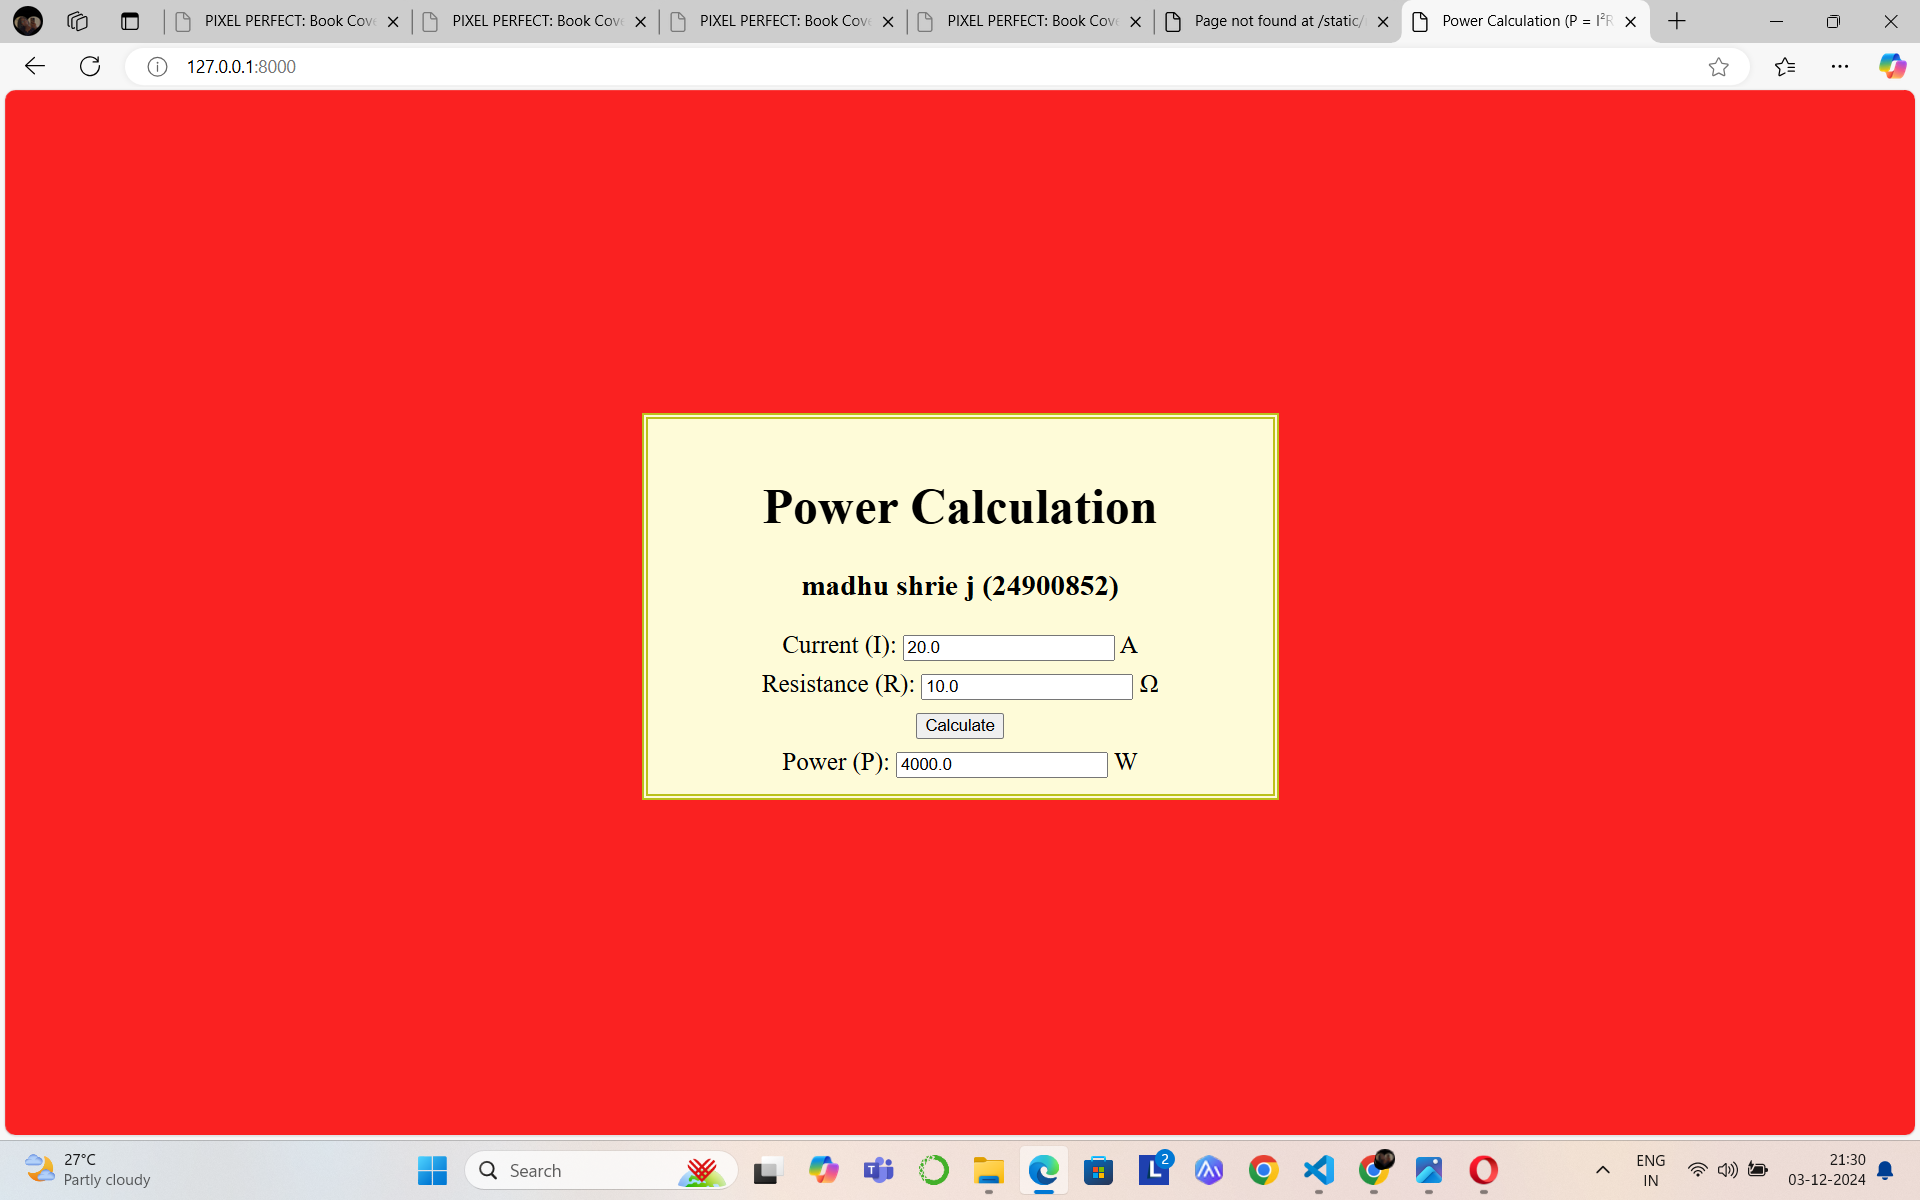 PIXEL PERFECT: Book Cov
PIXEL PERFECT: Book Cov
PIXEL PERFECT: Book Cov
PIXEL PERFECT: Book Cov
Page not found at /static/
Power Calculation (P = I²R
127.0.0.1:8000
Power Calculation
madhu shrie j (24900852)
Current (I): 20.0 A
Resistance (R): 10.0 Ω
Calculate
Power (P): 4000.0 W
27°C
Partly cloudy
Search
2
ENG
IN
21:30
03-12-2024